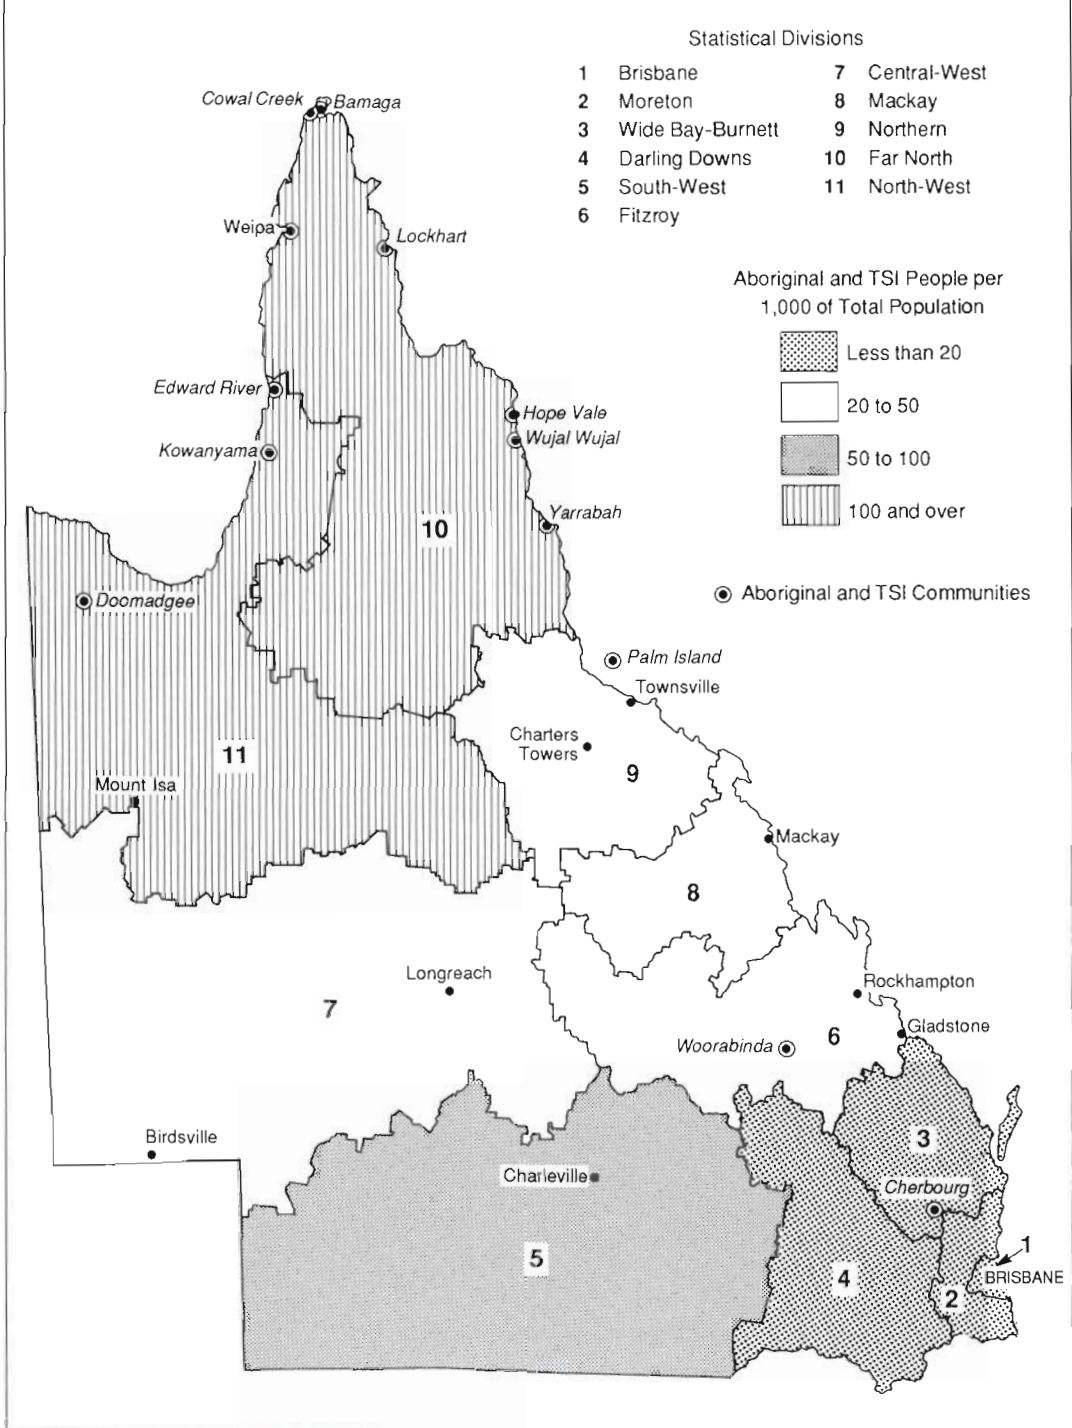 Statistical Divisions
1 Brisbane
2 Moreton
3 Wide Bay-Burnett
4 Darling Downs
5 South-West
6 Fitzroy
7 Central-West
8 Mackay
9 Northern
10 Far North
11 North-West
Aboriginal and TSI People per
1,000 of Total Population
Less than 20
20 to 50
50 to 100
100 and over
Aboriginal and TSI Communities
Cowal Creek
Bamaga
Weipa
Lockhart
Edward River
Hope Vale
Wujal Wujal
Kowanyama
Yarrabah
10
Doomadgee
Palm Island
Townsville
Charters
Towers
9
11
Mount Isa
Mackay
8
Longreach
7
Rockhampton
Gladstone
6
Woorabinda
Birdsville
3
Charleville
Cherbourg
5
1
BRISBANE
4
2